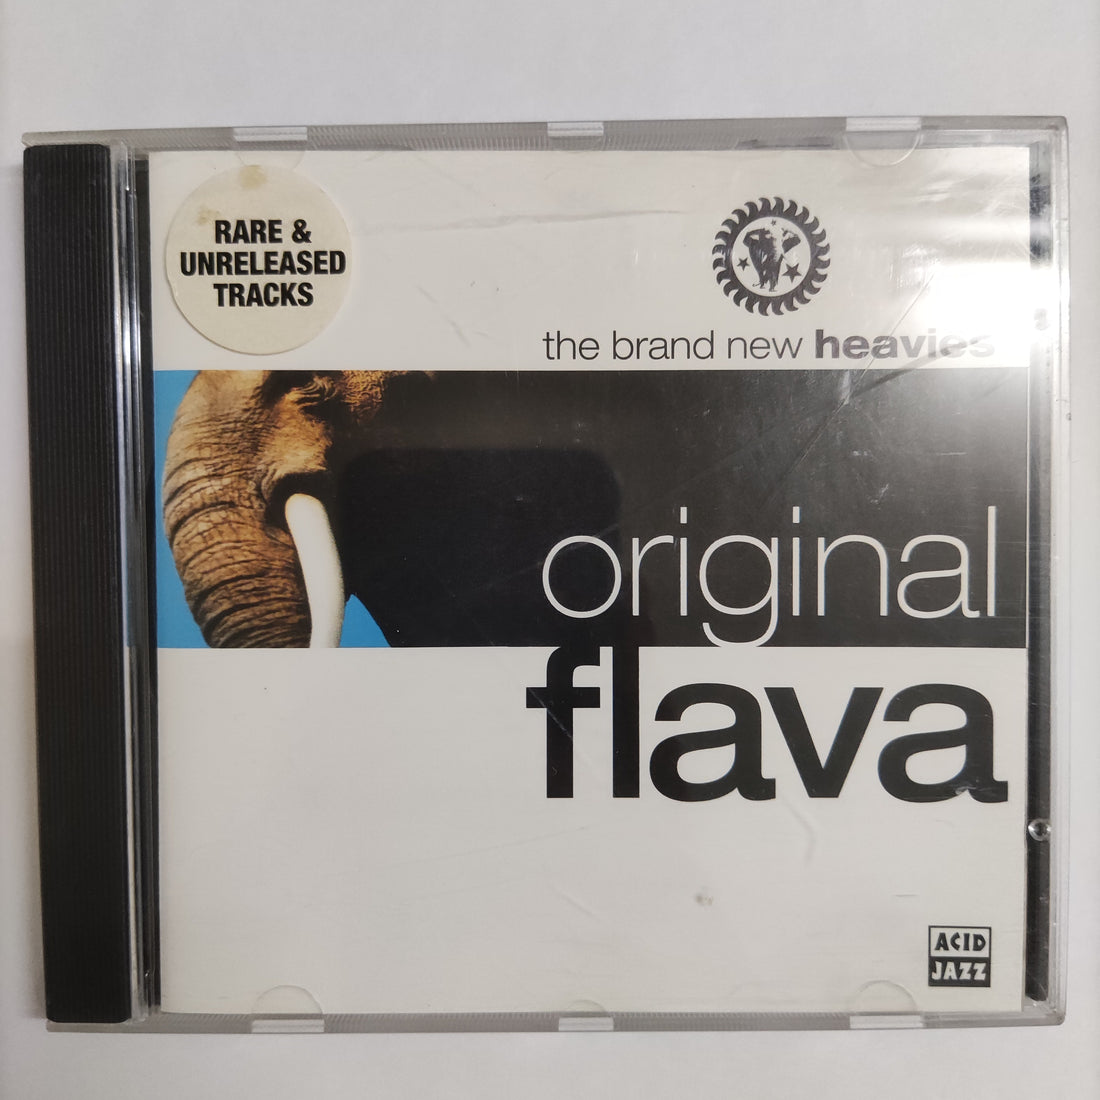 RARE &
UNRELEASED
TRACKS
the brand new heavies
original
flava
ACID
JAZZ